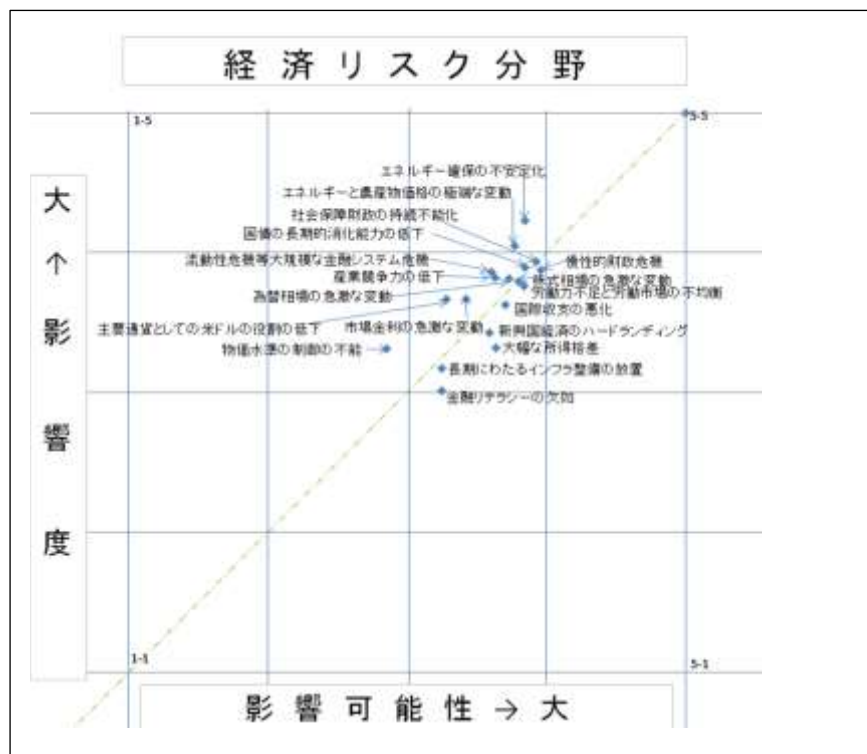 経済リスク分野
1-5
5-5
エネルギー確保の不安定化
エネルギーと農産物価格の極端な変動
社会保障財政の持続不能化
国債の長期的消化能力の低下
流動性危機等大規模な金融システム危機
慢性的財政危機
産業競争力の低下
株式相場の急激な変動
労働力不足と労働市場の不均衡
為替相場の急激な変動
国際収支の悪化
主要通貨としての米ドルの役割の低下
市場金利の急激な変動
新興国経済のハードランディング
物価水準の制御の不能
大幅な所得格差
長期にわたるインフラ整備の放置
金融リテラシーの欠如
大↑影響度
1-1
5-1
影響可能性→大